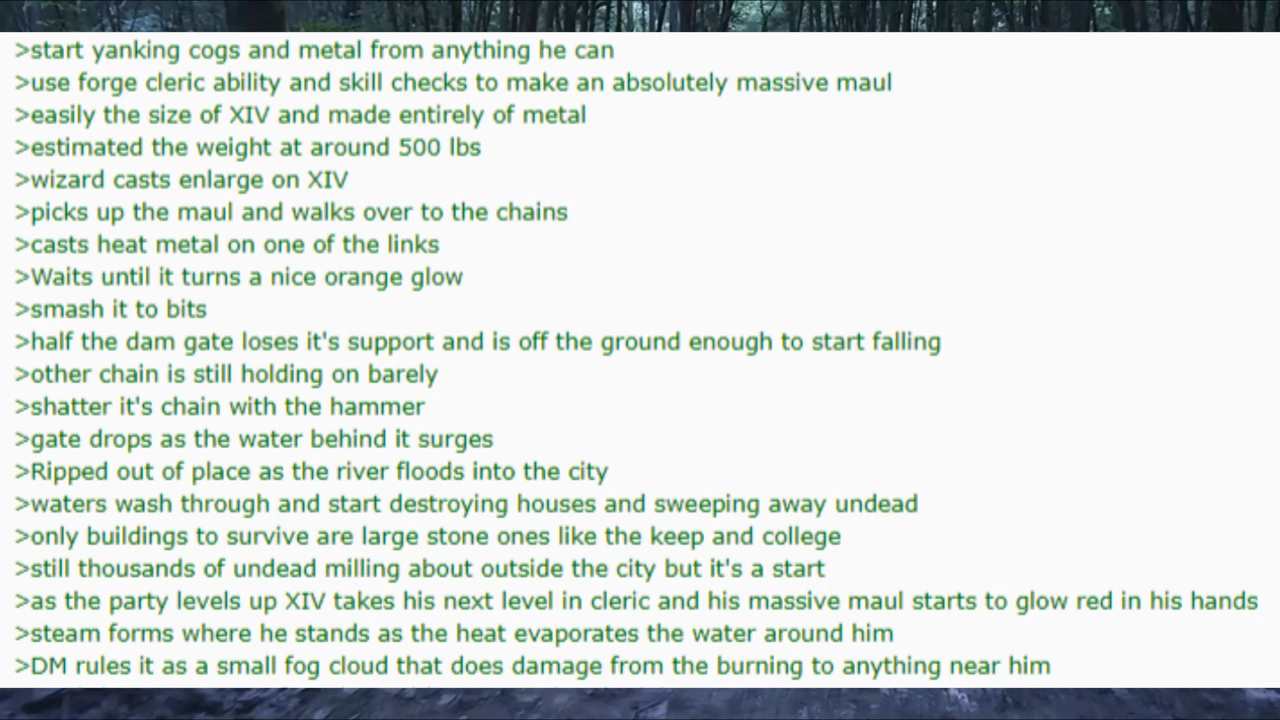 >start yanking cogs and metal from anything he can
>use forge cleric ability and skill checks to make an absolutely massive maul
>easily the size of XIV and made entirely of metal
>estimated the weight at around 500 lbs
>wizard casts enlarge on XIV
>picks up the maul and walks over to the chains
>casts heat metal on one of the links
>Waits until it turns a nice orange glow
>smash it to bits
>half the dam gate loses it's support and is off the ground enough to start falling
>other chain is still holding on barely
>shatter it's chain with the hammer
>gate drops as the water behind it surges
>Ripped out of place as the river floods into the city
>waters wash through and start destroying houses and sweeping away undead
>only buildings to survive are large stone ones like the keep and college
>still thousands of undead milling about outside the city but it's a start
>as the party levels up XIV takes his next level in cleric and his massive maul starts to glow red in his hands
>steam forms where he stands as the heat evaporates the water around him
>DM rules it as a small fog cloud that does damage from the burning to anything near him